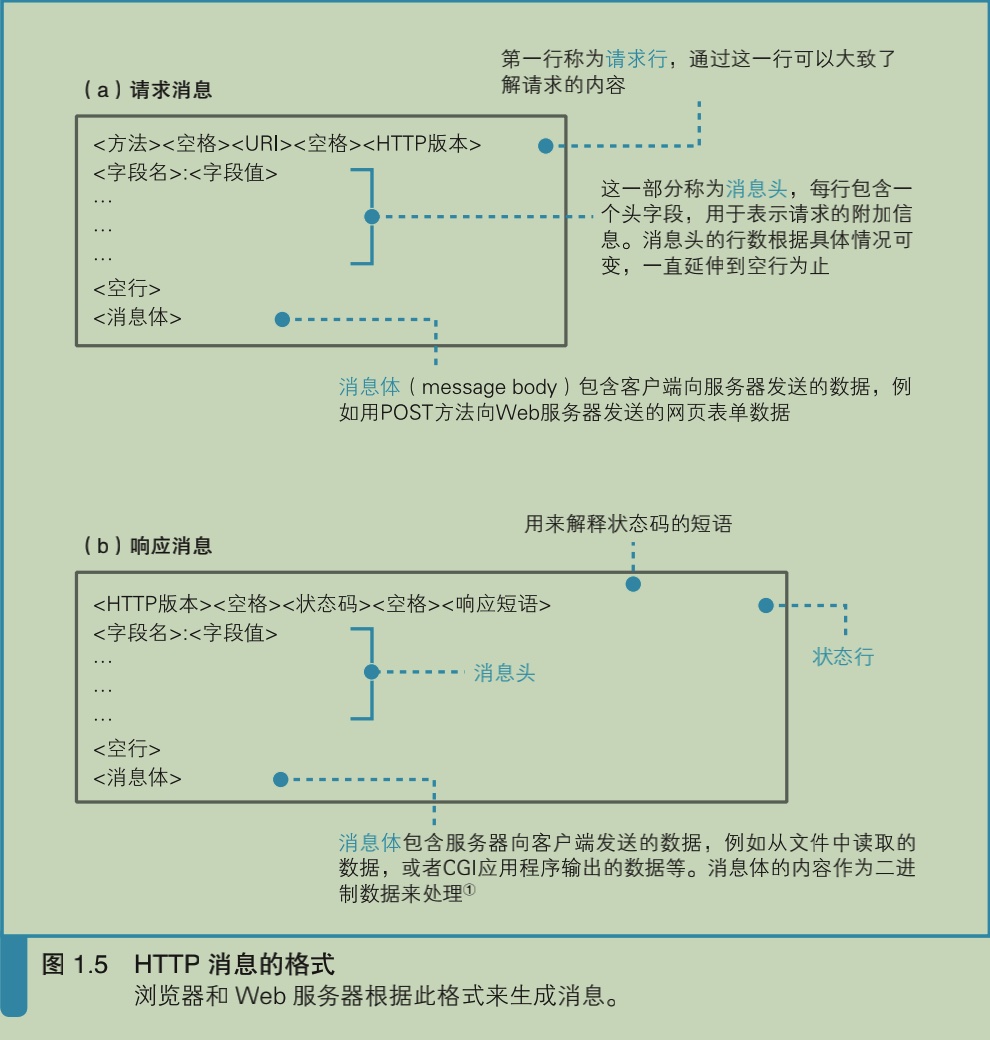 （a）请求消息
第一行称为请求行，通过这一行可以大致了
解请求的内容
<方法><空格><URI><空格><HTTP版本>
<字段名>:<字段值>
…
…
…
<空行>
<消息体>
这一部分称为消息头，每行包含一
个头字段，用于表示请求的附加信
息。消息头的行数根据具体情况可
变，一直延伸到空行为止
消息体（message body）包含客户端向服务器发送的数据，例
如用POST方法向Web服务器发送的网页表单数据
（b）响应消息
用来解释状态码的短语
<HTTP版本><空格><状态码><空格><响应短语>
<字段名>:<字段值>
…
…
…
<空行>
<消息体>
消息头
状态行
消息体包含服务器向客户端发送的数据，例如从文件中读取的
数据，或者CGI应用程序输出的数据等。消息体的内容作为二进
制数据来处理①
图 1.5 HTTP 消息的格式
浏览器和 Web 服务器根据此格式来生成消息。